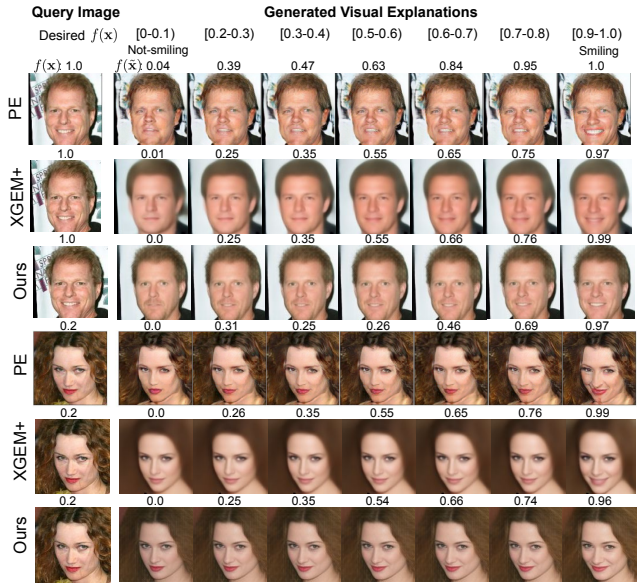 Query Image Generated Visual Explanations
Desired f(x) [0-0.1) [0.2-0.3) [0.3-0.4) [0.5-0.6) [0.6-0.7) [0.7-0.8) [0.9-1.0)
Not-smiling Smiling
f(x) 1.0 f(x̃) 0.04 0.39 0.47 0.63 0.84 0.95 1.0
PE
1.0 0.01 0.25 0.35 0.55 0.65 0.75 0.97
XGEM+
1.0 0.0 0.25 0.35 0.55 0.66 0.76 0.99
Ours
0.2 0.0 0.31 0.25 0.26 0.46 0.69 0.97
PE
0.2 0.0 0.26 0.35 0.55 0.65 0.76 0.99
XGEM+
0.2 0.0 0.25 0.35 0.54 0.66 0.74 0.96
Ours